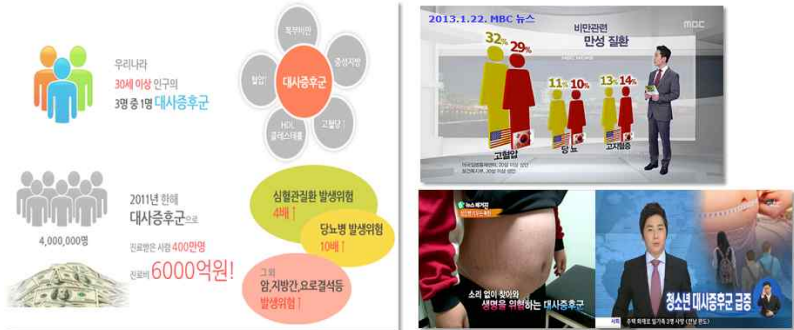 우리나라
30세 이상 인구의
3명 중 1명 대사증후군
복부비만
중성지방
고혈당↑
HDL
콜레스테롤
혈압↑
대사증후군
4,000,000명
2011년 한해
대사증후군으로
진료받은 사람 400만명
진료비 6000억원!
심혈관질환 발생위험
4배↑
당뇨병 발생위험
10배↑
그 외
암,지방간,요로결석등
발생위험↑
2013.1.22. MBC 뉴스
비만관련
만성 질환
MBC
32%
29%
11%
10%
13%
14%
고혈압
당뇨
고지혈증
뉴스 매거진
소리 없이 찾아와
생명을 위협하는 대사증후군
청소년 대사증후군 급증